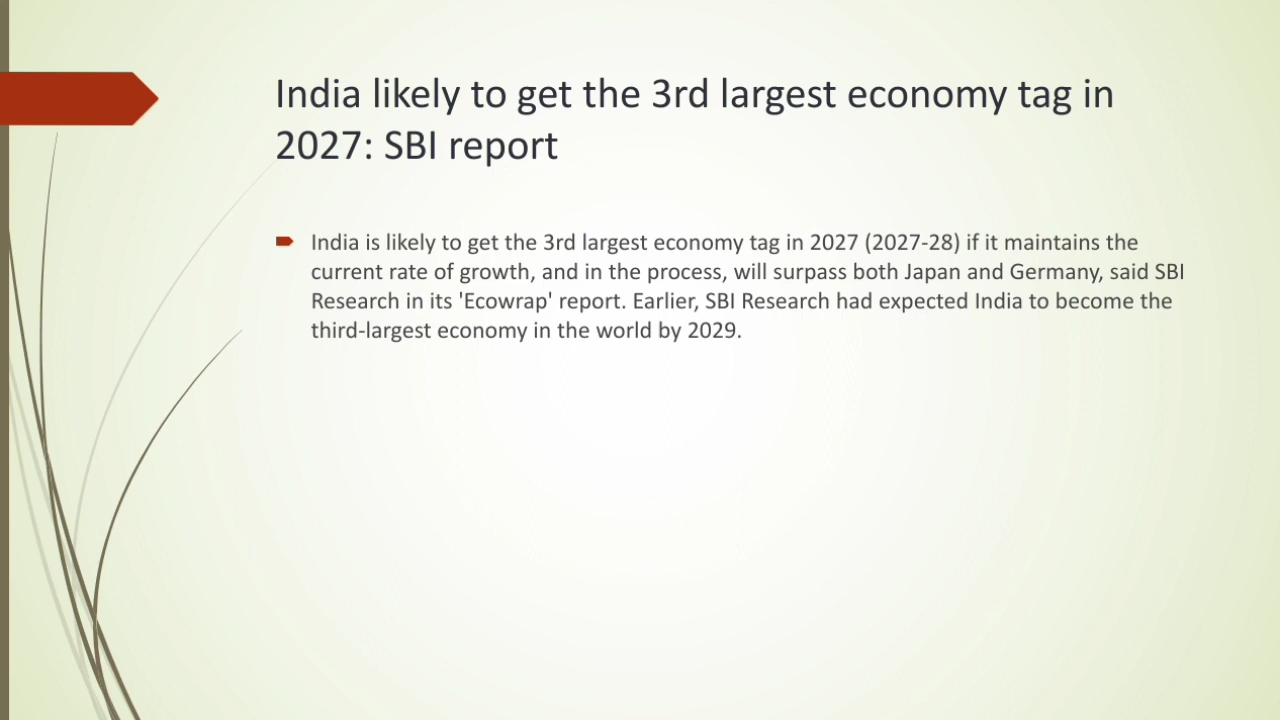 India likely to get the 3rd largest economy tag in
2027: SBI report
India is likely to get the 3rd largest economy tag in 2027 (2027-28) if it maintains the
current rate of growth, and in the process, will surpass both Japan and Germany, said SBI
Research in its 'Ecowrap' report. Earlier, SBI Research had expected India to become the
third-largest economy in the world by 2029.